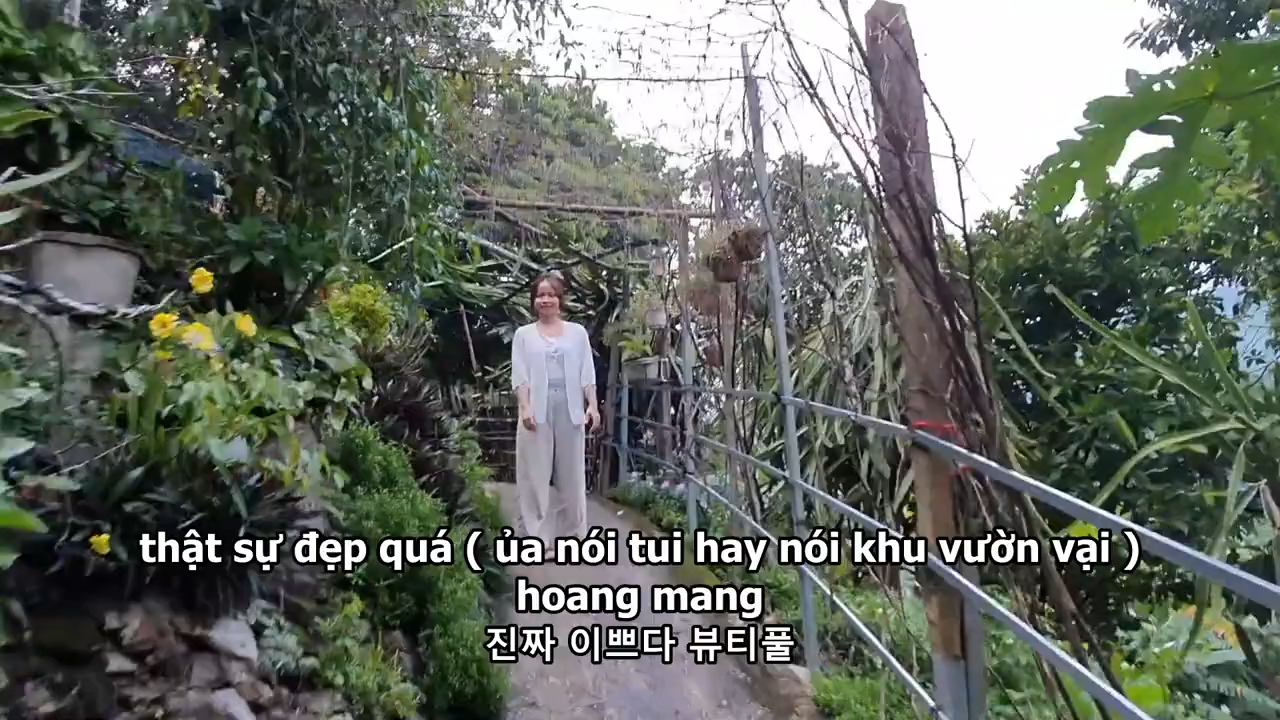 thật sự đẹp quá ( ủa nói tui hay nói khu vườn vại )
hoang mang
진짜 이쁘다 뷰티풀